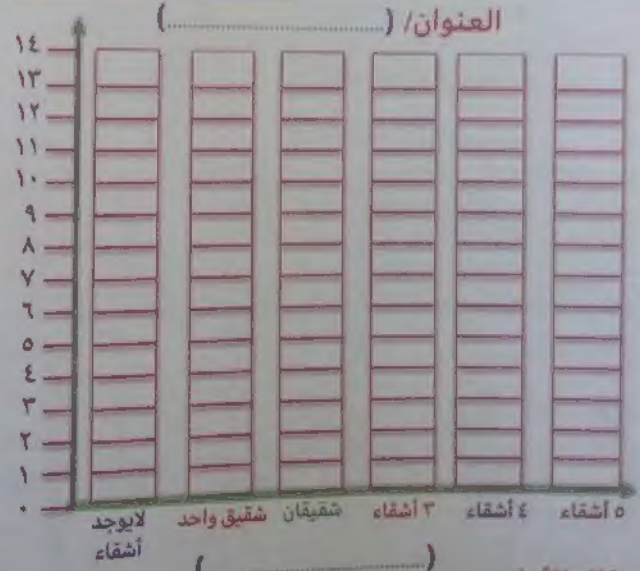 العنوان/ (..............................)
١٤
١٣
١٢
١١
١٠
٩
٨
٧
٦
٥
٤
٣
٢
١
٠
لايوجد أشقاء
شقيق واحد
شقيقان
٣ أشقاء
٤ أشقاء
٥ أشقاء
(..............................)